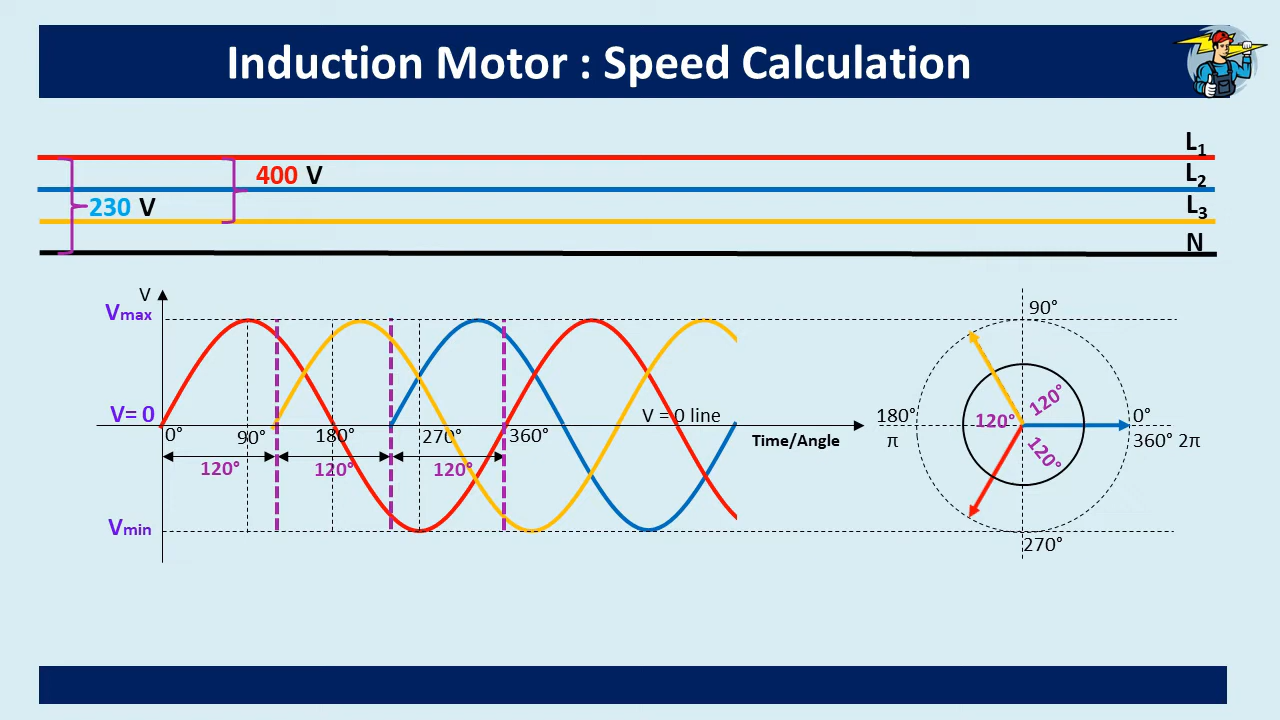 Induction Motor : Speed Calculation
L1
400 V
L2
230 V
L3
N
V
Vmax
90°
V= 0
V = 0 line
180°
0°
0°
90°
180°
270°
360°
Time/Angle
π
360° 2π
120°
120°
120°
120°
120°
120°
Vmin
270°